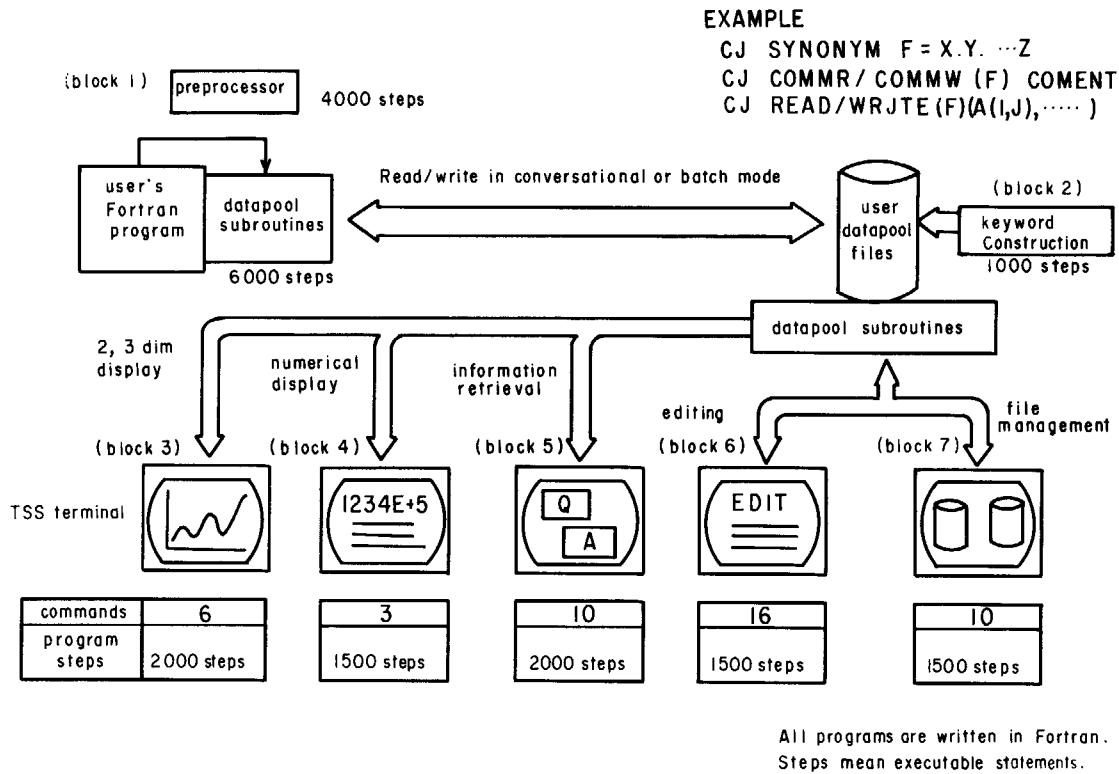 EXAMPLE
CJ SYNONYM F = X.Y. ···Z
CJ COMMR/ COMMW (F) COMENT
CJ READ/WRJTE (F)(A(I,J),·····)
(block 1)
preprocessor
4000 steps
user's
Fortran
program
datapool
subroutines
6000 steps
Read/write in conversational or batch mode
user
datapool
files
(block 2)
keyword
Construction
1000 steps
datapool subroutines
2, 3 dim
display
numerical
display
information
retrieval
editing
file
management
(block 3)
(block 4)
(block 5)
(block 6)
(block 7)
TSS terminal
1234E+5
Q
A
EDIT
commands 6 3 10 16 10
program
steps
2000 steps 1500 steps 2000 steps 1500 steps 1500 steps
All programs are written in Fortran.
Steps mean executable statements.